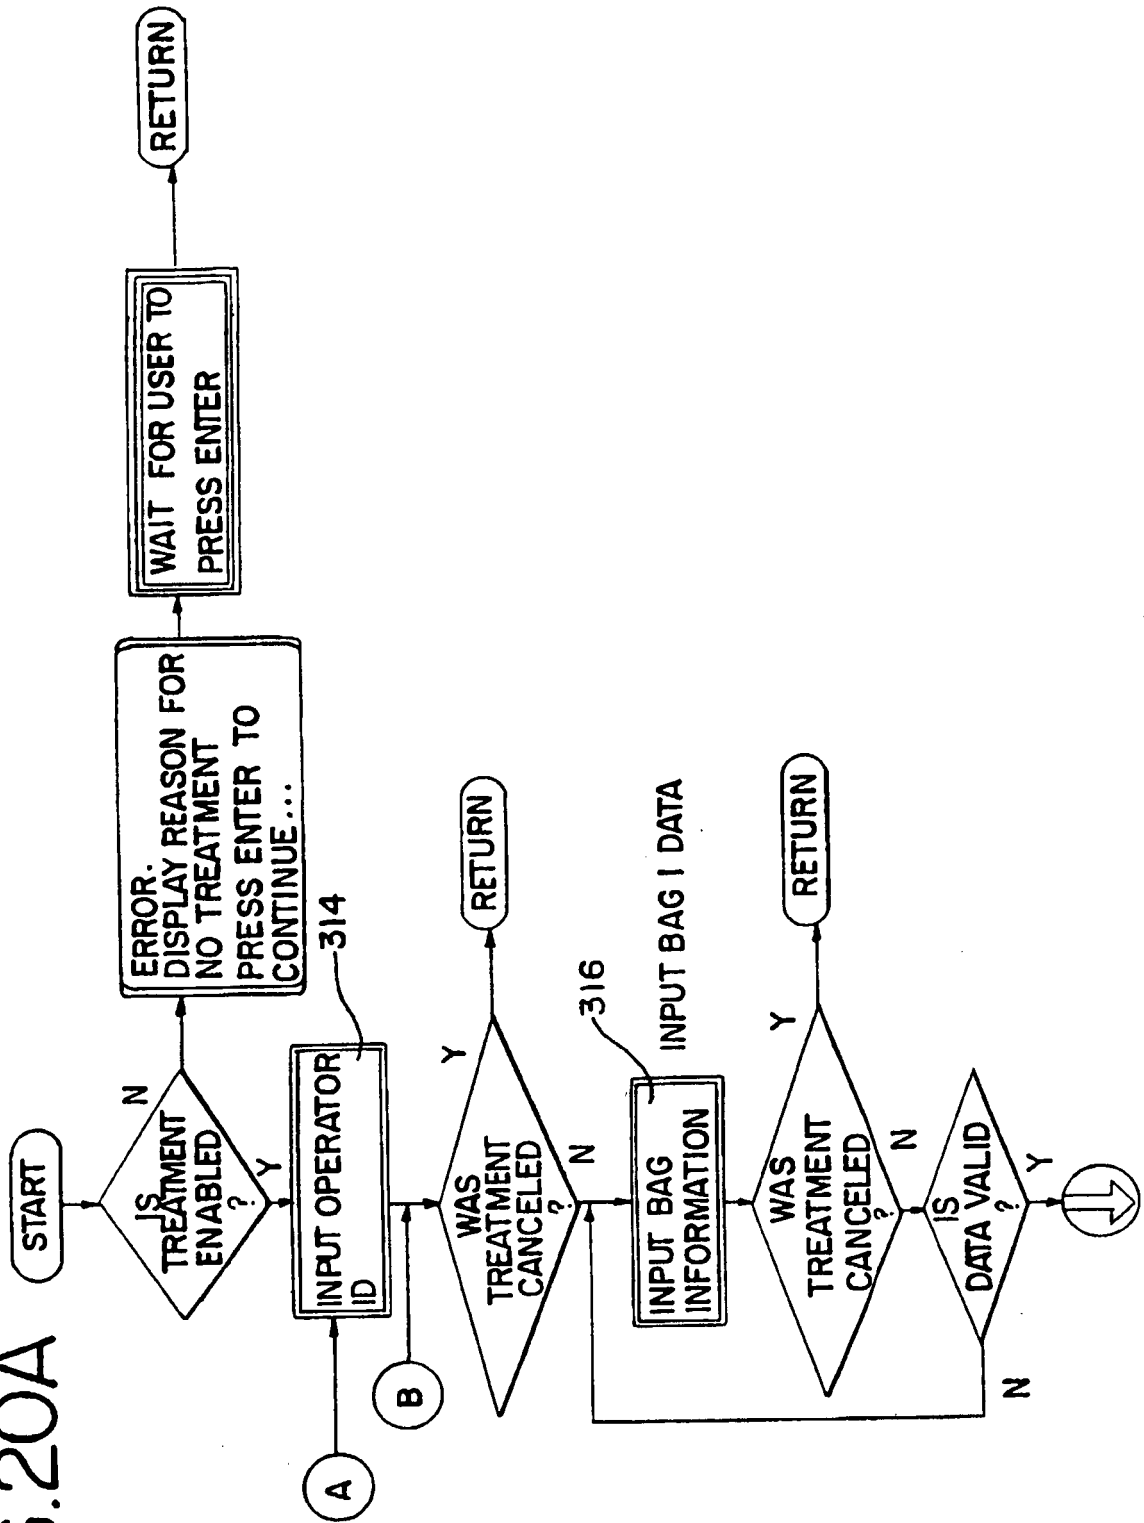 .20A
START
IS
TREATMENT
ENABLED
?
N
Y
ERROR.
DISPLAY REASON FOR
NO TREATMENT
PRESS ENTER TO
CONTINUE...
WAIT FOR USER TO
PRESS ENTER
RETURN
A
INPUT OPERATOR
ID
314
B
WAS
TREATMENT
CANCELED
?
Y
RETURN
N
INPUT BAG
INFORMATION
316
INPUT BAG 1 DATA
WAS
TREATMENT
CANCELED
?
Y
RETURN
N
IS
DATA VALID
?
N
Y